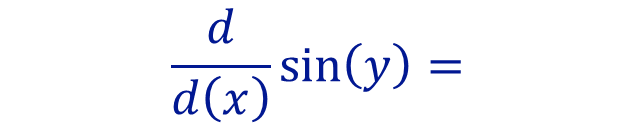 d/d(x) sin(y) =